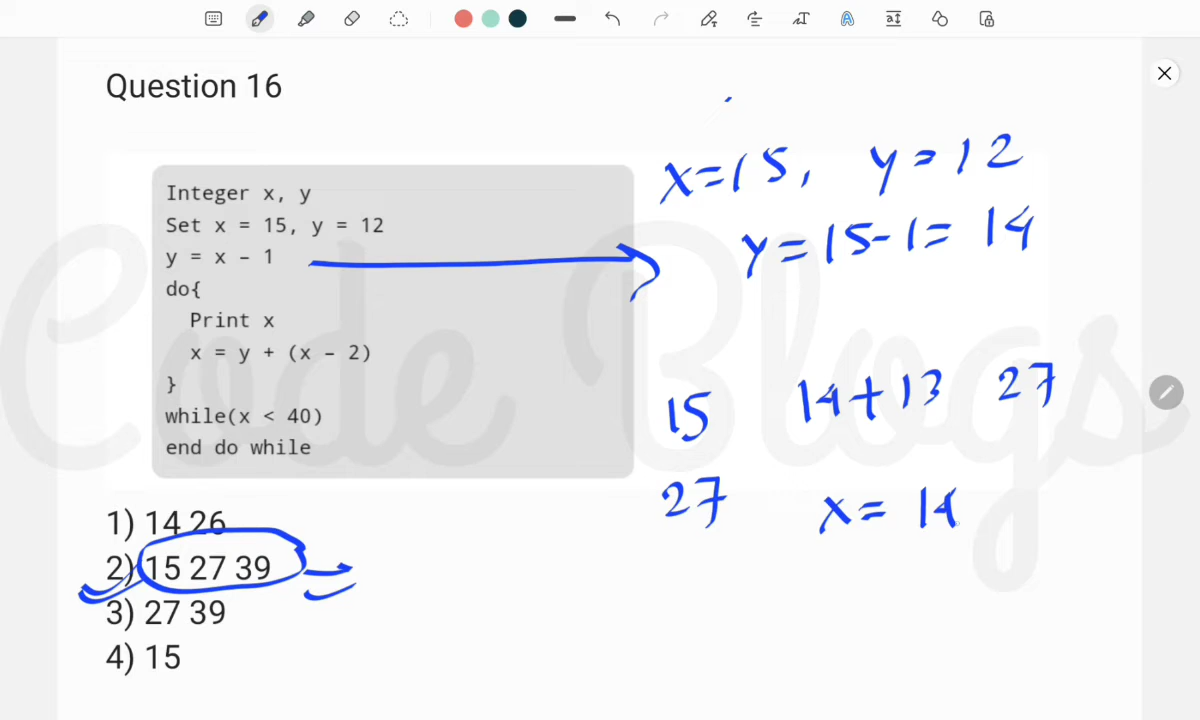 Question 16
Integer x, y
Set x = 15, y = 12
y = x - 1
do{
Print x
x = y + (x - 2)
}
while(x < 40)
end do while
1) 14 26
2) 15 27 39
3) 27 39
4) 15
x=15, y=12
y=15-1=14
15 14+13 27
27 x=14
Code Blogs